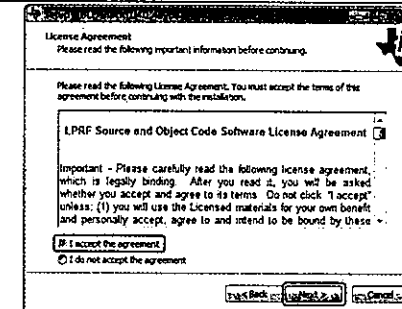 License Agreement
Please read the following important information before continuing.
Please read the following License Agreement. You must accept the terms of this
agreement before continuing with the installation.
LPRF Source and Object Code Software License Agreement
Important - Please carefully read the following license agreement,
which is legally binding. After you read it, you will be asked
whether you accept and agree to its terms. Do not click "I accept"
unless: (1) you will use the Licensed materials for your own benefit
and personally accept, agree to and intend to be bound by these
I accept the agreement
I do not accept the agreement
< Back Next > Cancel